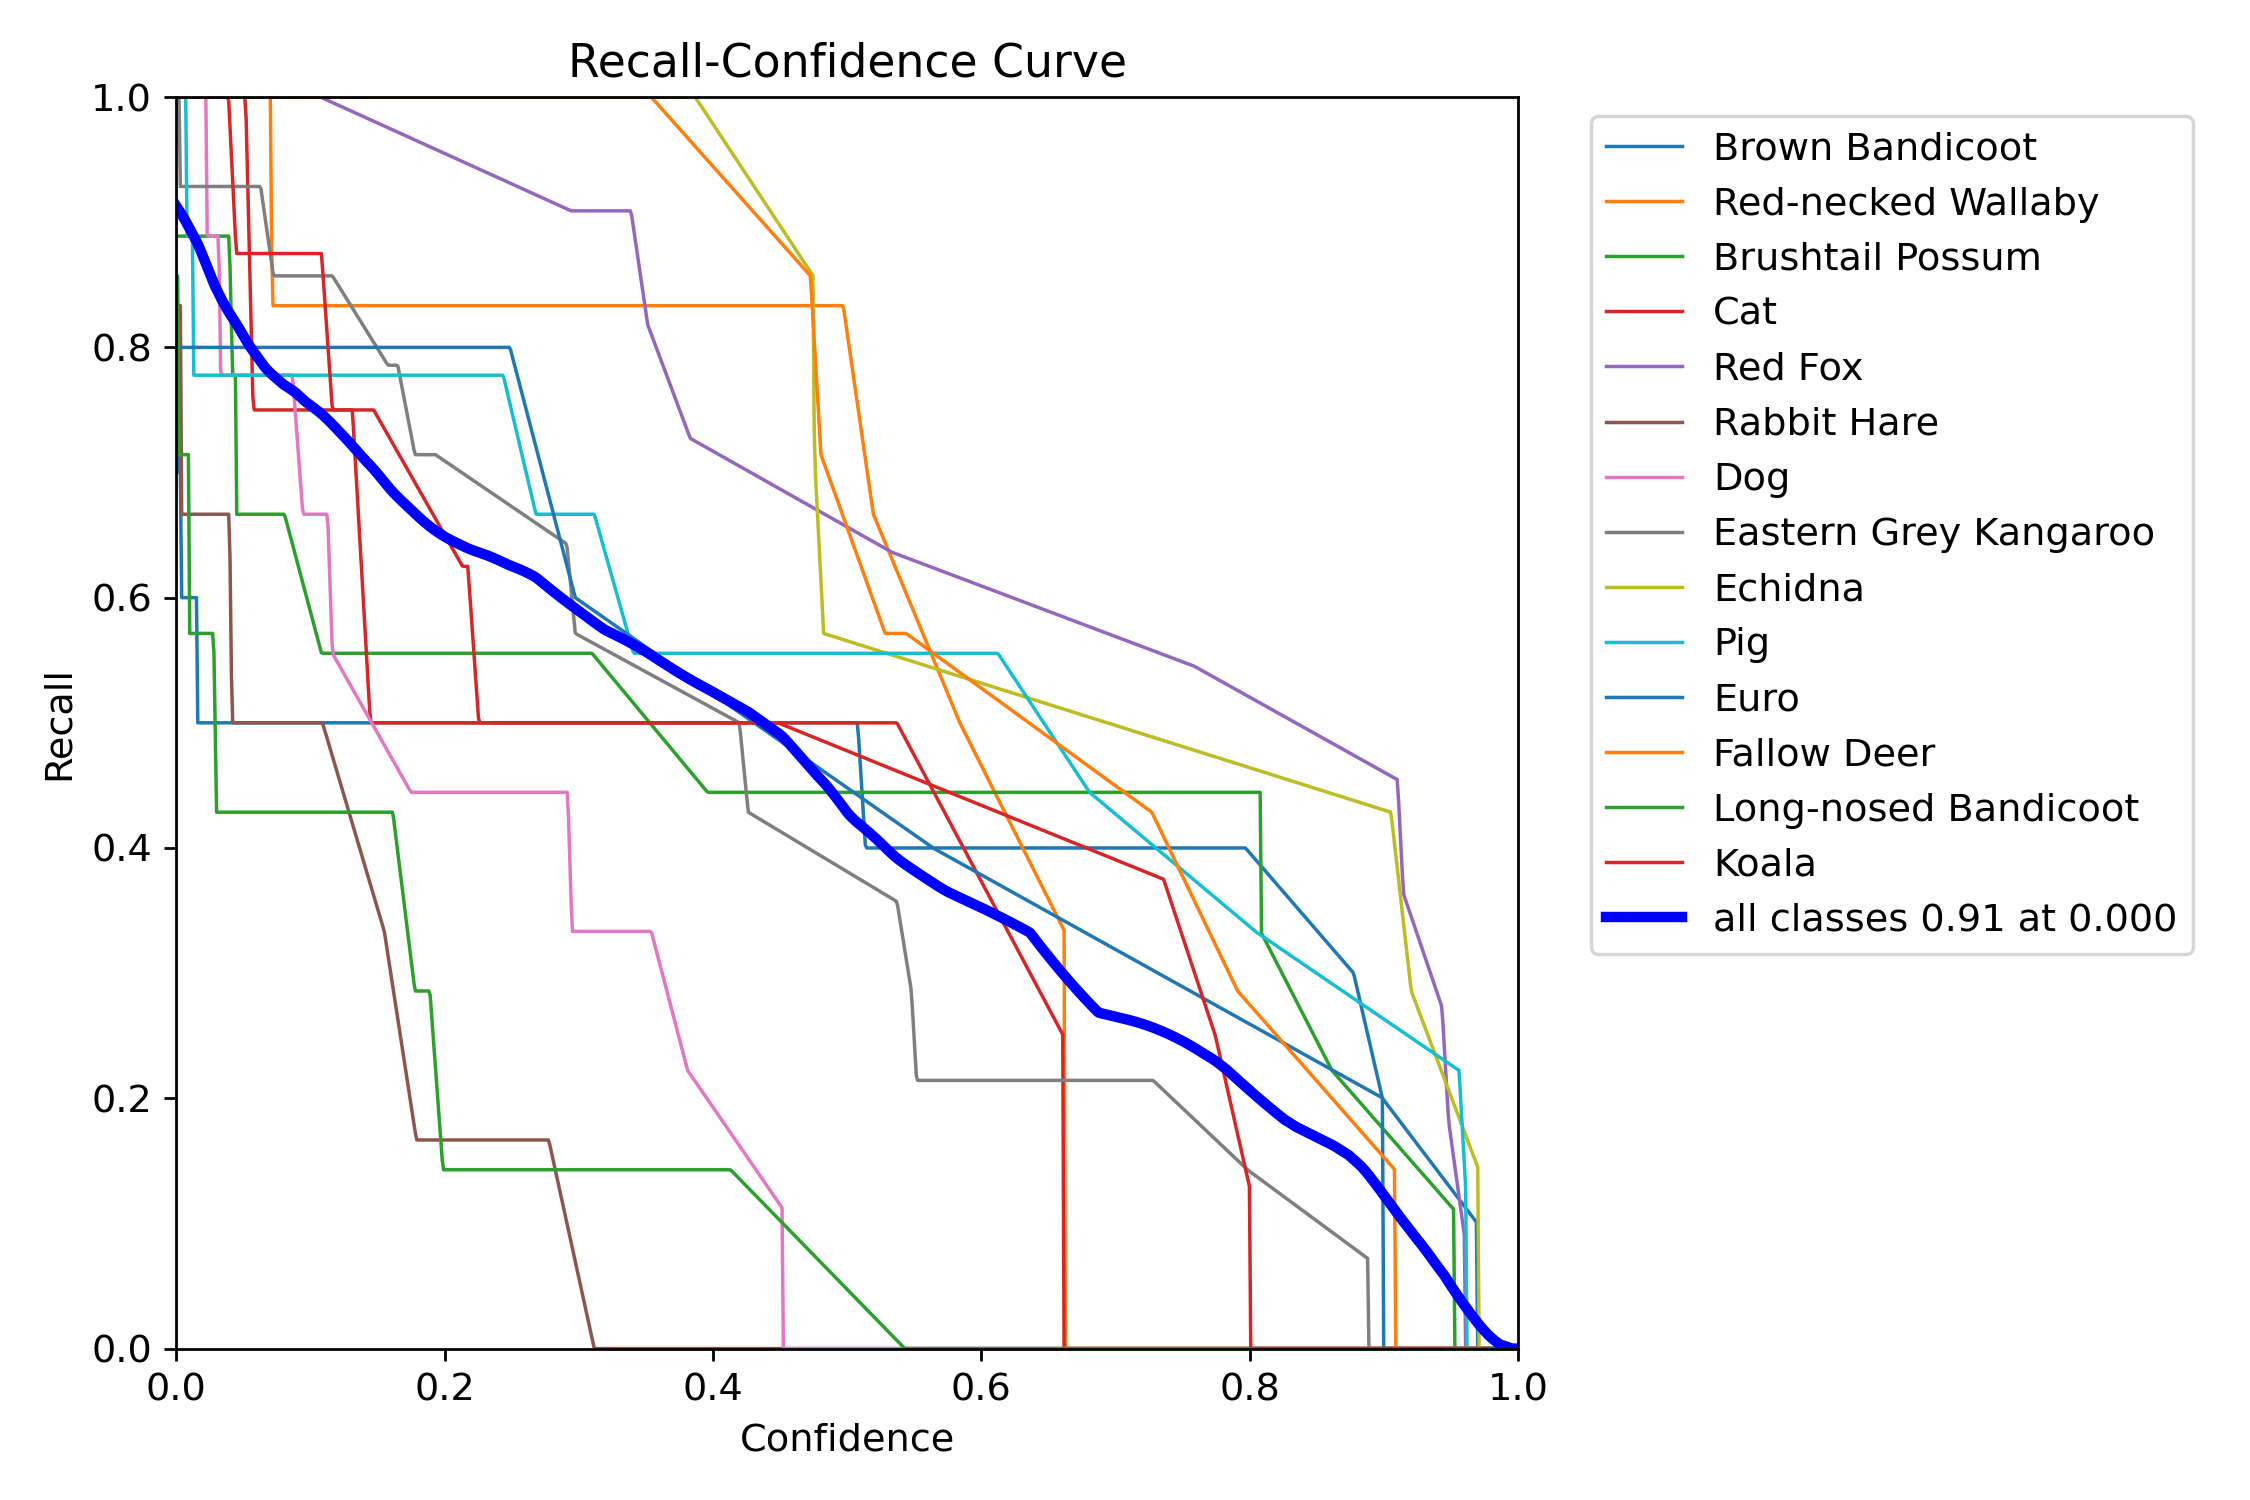 Recall-Confidence Curve
1.0
0.8
0.6
0.4
0.2
0.0
Recall
0.0 0.2 0.4 0.6 0.8 1.0
Confidence
Brown Bandicoot
Red-necked Wallaby
Brushtail Possum
Cat
Red Fox
Rabbit Hare
Dog
Eastern Grey Kangaroo
Echidna
Pig
Euro
Fallow Deer
Long-nosed Bandicoot
Koala
all classes 0.91 at 0.000